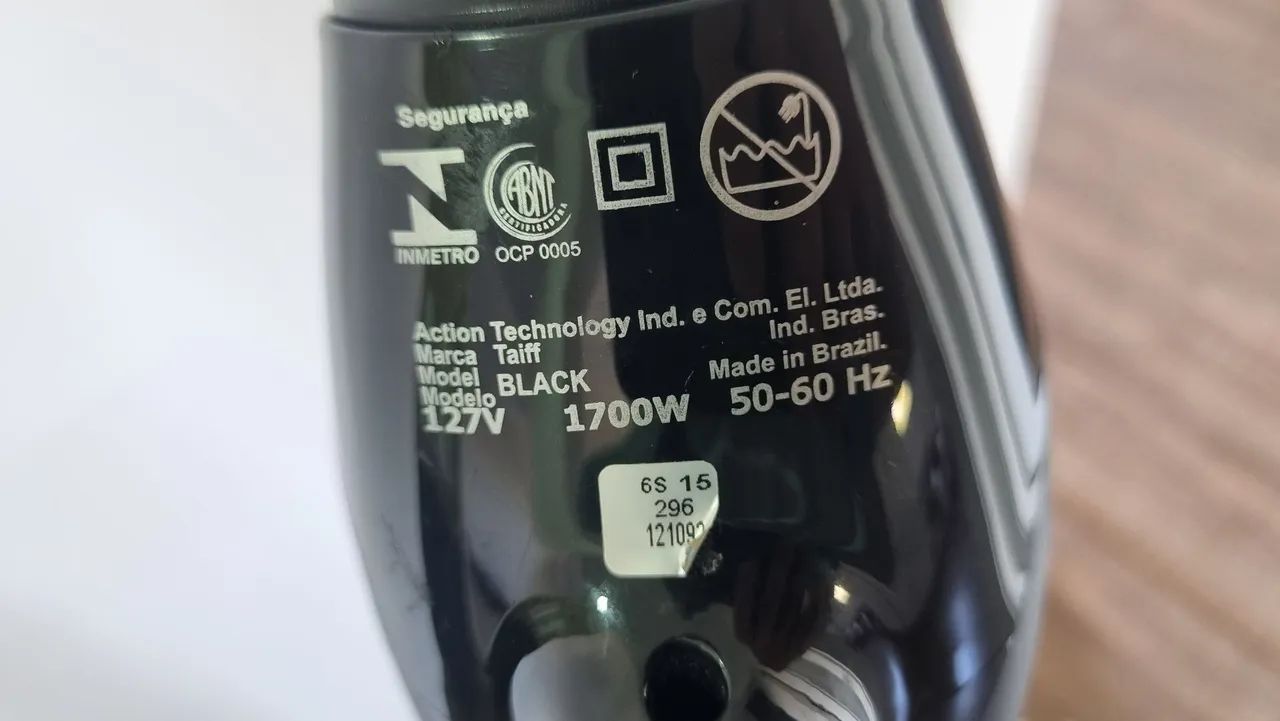 Segurança
ABNT
CERTIFICADORA
INMETRO OCP 0005
Action Technology Ind. e Com. El. Ltda.
Ind. Bras.
Marca Taiff
Made in Brazil.
Model
Modelo BLACK
127V 1700W 50-60 Hz
6S 15
296